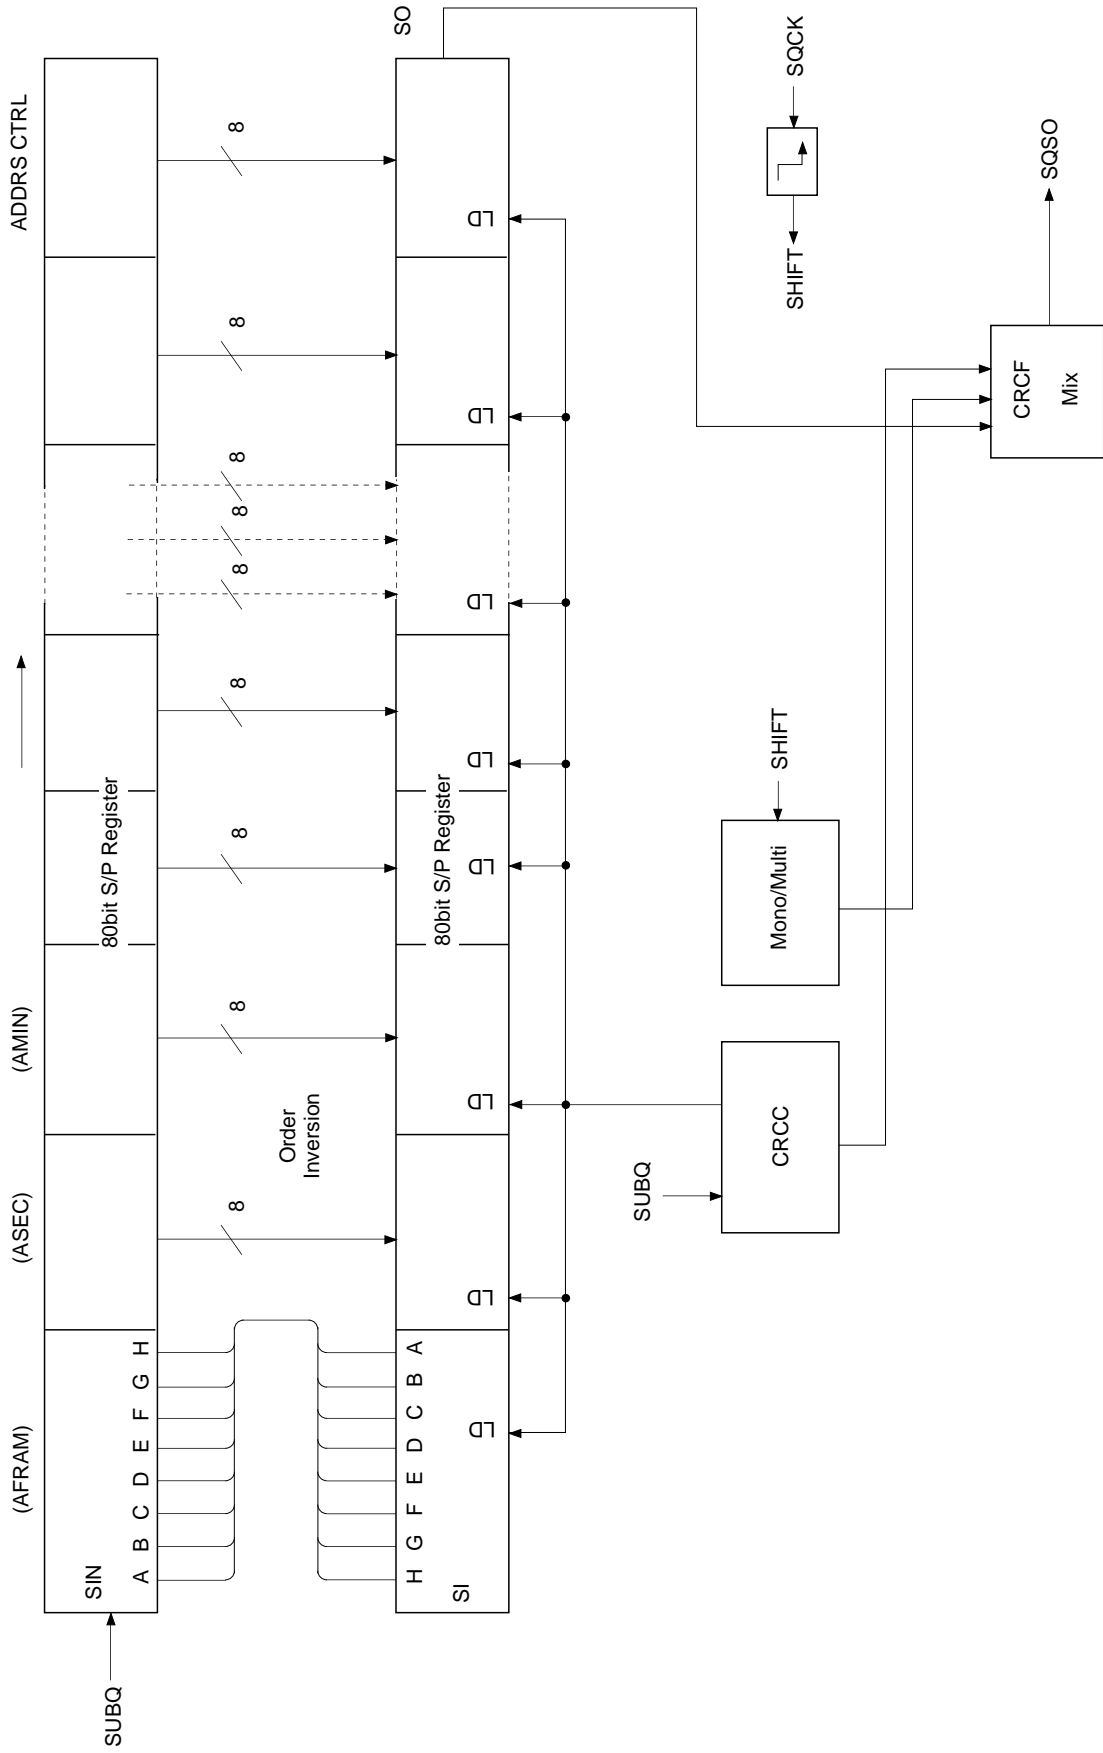 (AFRAM)
(ASEC)
(AMIN)
ADDRS CTRL
SUBQ
SIN
80bit S/P Register
A B C D E F G H
8
8
8
8
8
8
8
8
8
Order
Inversion
H G F E D C B A
SO
SI
80bit S/P Register
LD
LD
LD
LD
LD
LD
LD
LD
SUBQ
CRCC
Mono/Multi
SHIFT
SHIFT
SQCK
CRCF
Mix
SQSO